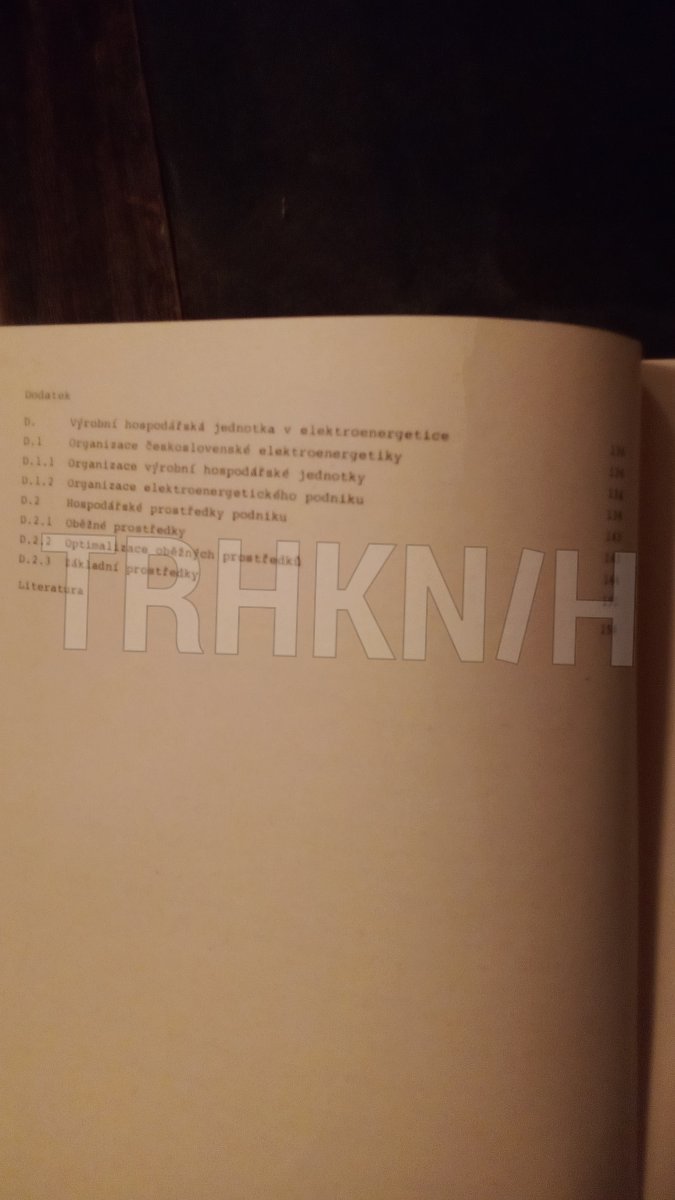 Dodatek
D. Výrobní hospodářská jednotka v elektroenergetice
D.1 Organizace československé elektroenergetiky 136
D.1.1 Organizace výrobní hospodářské jednotky 136
D.1.2 Organizace elektroenergetického podniku
D.2 Hospodářské prostředky podniku
D.2.1 Oběžné prostředky
D.2.2 Optimalizace oběžných prostředků
D.2.3 Základní prostředky
Literatura
TRHKN/H